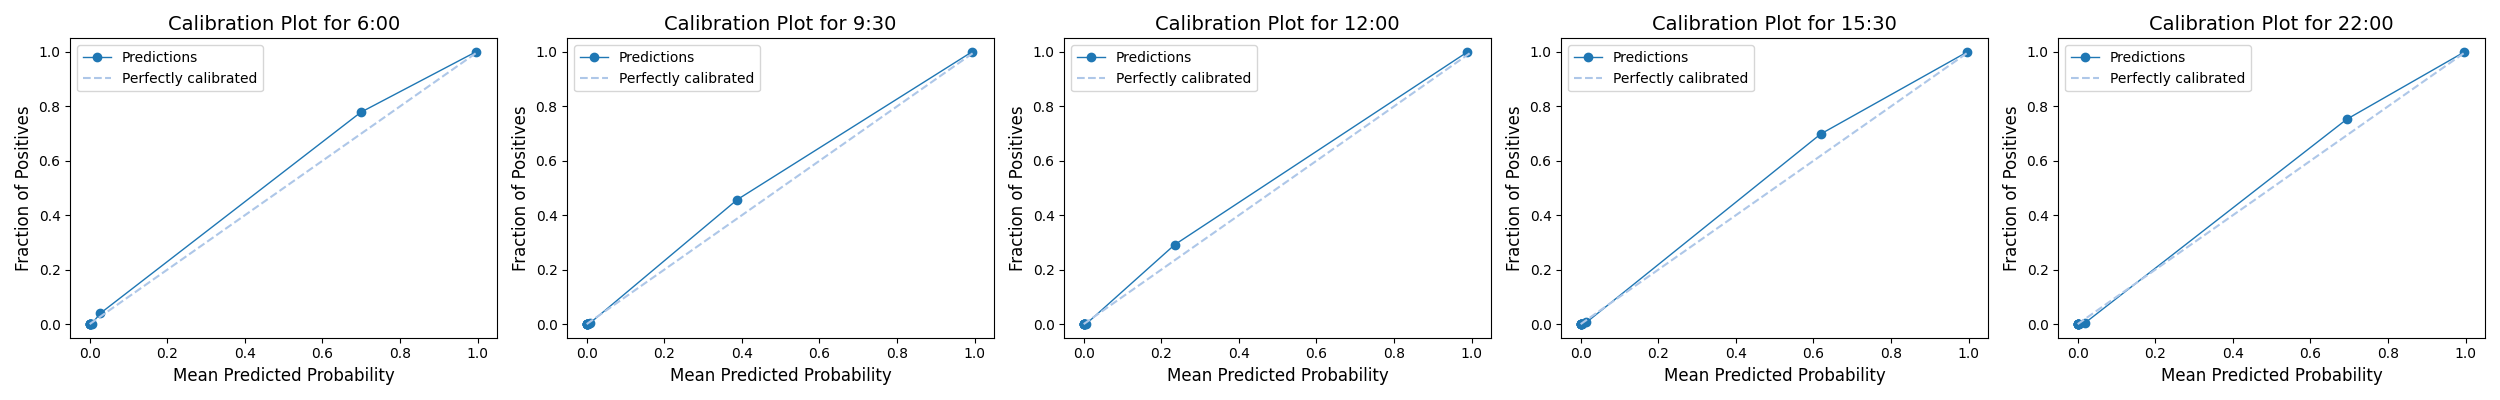 Calibration Plot for 6:00
Predictions
Perfectly calibrated
Fraction of Positives
1.0
0.8
0.6
0.4
0.2
0.0
0.0 0.2 0.4 0.6 0.8 1.0
Mean Predicted Probability
Calibration Plot for 9:30
Predictions
Perfectly calibrated
Fraction of Positives
1.0
0.8
0.6
0.4
0.2
0.0
0.0 0.2 0.4 0.6 0.8 1.0
Mean Predicted Probability
Calibration Plot for 12:00
Predictions
Perfectly calibrated
Fraction of Positives
1.0
0.8
0.6
0.4
0.2
0.0
0.0 0.2 0.4 0.6 0.8 1.0
Mean Predicted Probability
Calibration Plot for 15:30
Predictions
Perfectly calibrated
Fraction of Positives
1.0
0.8
0.6
0.4
0.2
0.0
0.0 0.2 0.4 0.6 0.8 1.0
Mean Predicted Probability
Calibration Plot for 22:00
Predictions
Perfectly calibrated
Fraction of Positives
1.0
0.8
0.6
0.4
0.2
0.0
0.0 0.2 0.4 0.6 0.8 1.0
Mean Predicted Probability